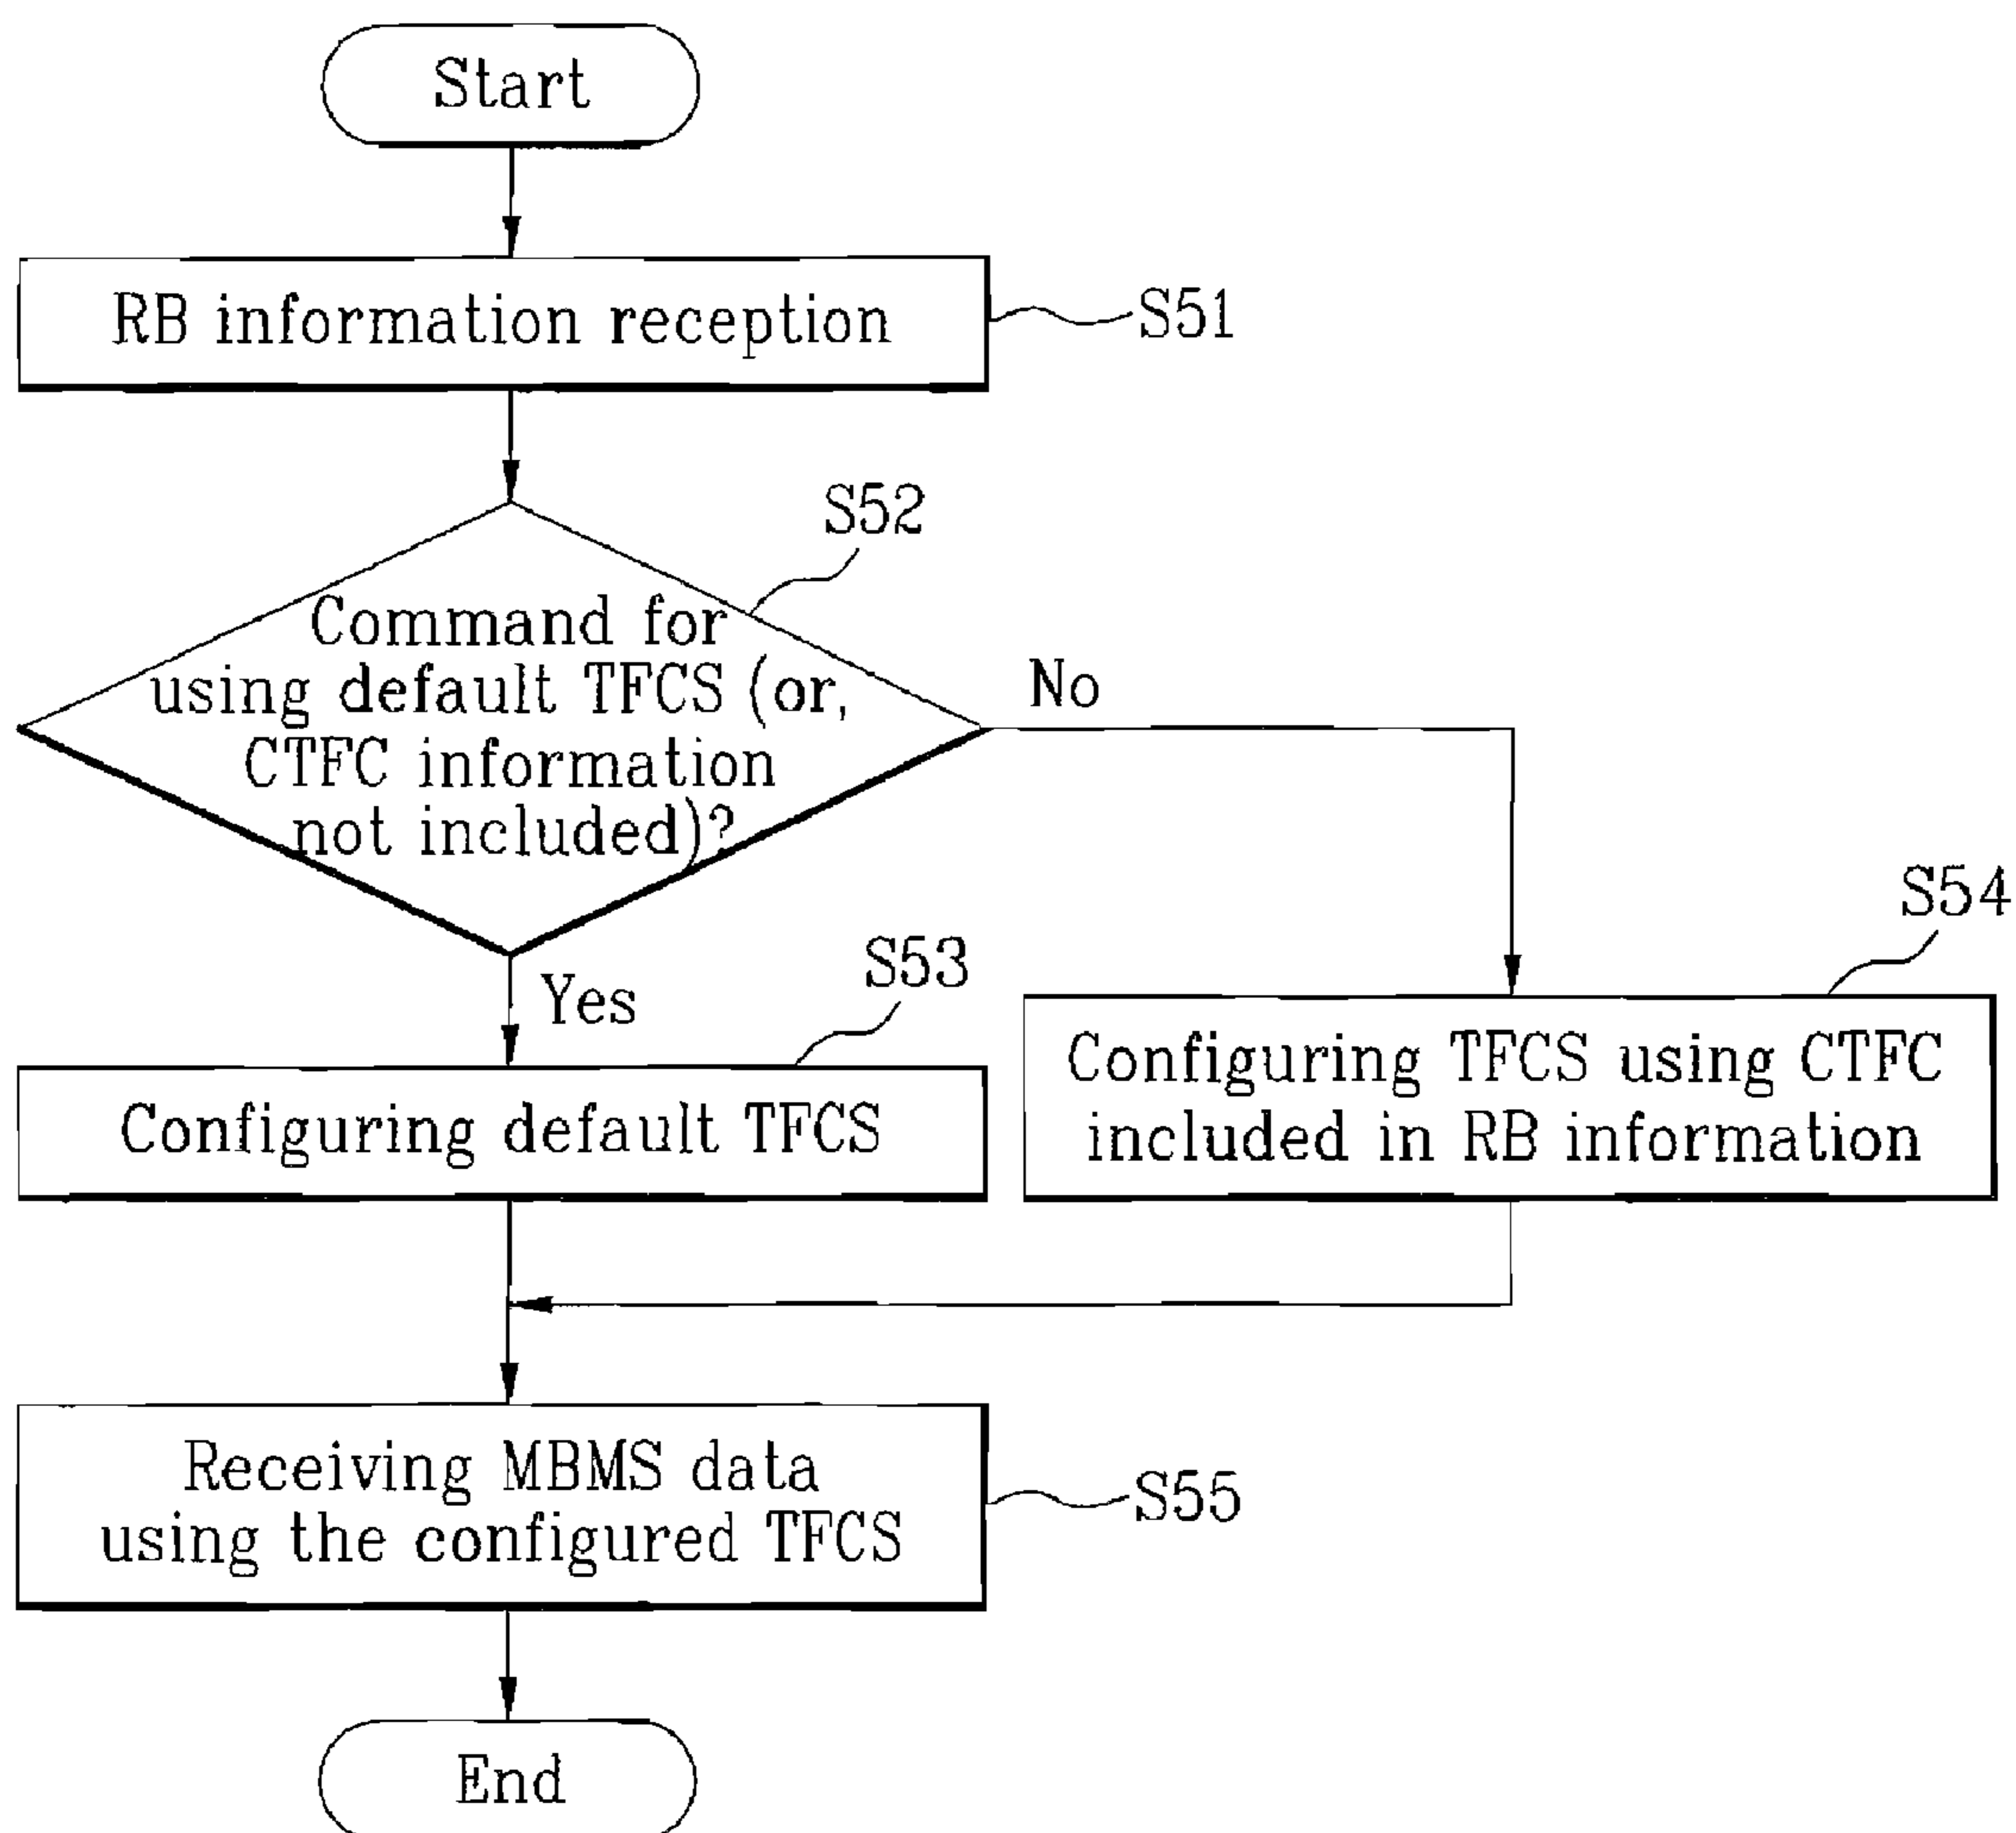 Start
RB information reception
S51
S52
Command for
using default TFCS (or,
CTFC information
not included)?
No
Yes
S53
Configuring default TFCS
S54
Configuring TFCS using CTFC
included in RB information
Receiving MBMS data
using the configured TFCS
S55
End